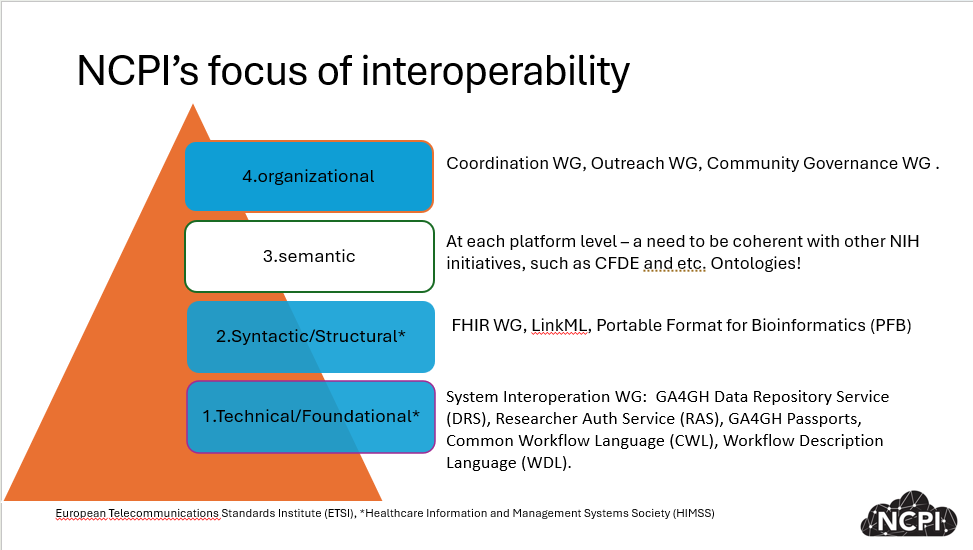 NCPI’s focus of interoperability
4.organizational
Coordination WG, Outreach WG, Community Governance WG .
3.semantic
At each platform level – a need to be coherent with other NIH
initiatives, such as CFDE and etc. Ontologies!
2.Syntactic/Structural*
FHIR WG, LinkML, Portable Format for Bioinformatics (PFB)
1.Technical/Foundational*
System Interoperation WG: GA4GH Data Repository Service
(DRS), Researcher Auth Service (RAS), GA4GH Passports,
Common Workflow Language (CWL), Workflow Description
Language (WDL).
European Telecommunications Standards Institute (ETSI), *Healthcare Information and Management Systems Society (HIMSS)
NCPI